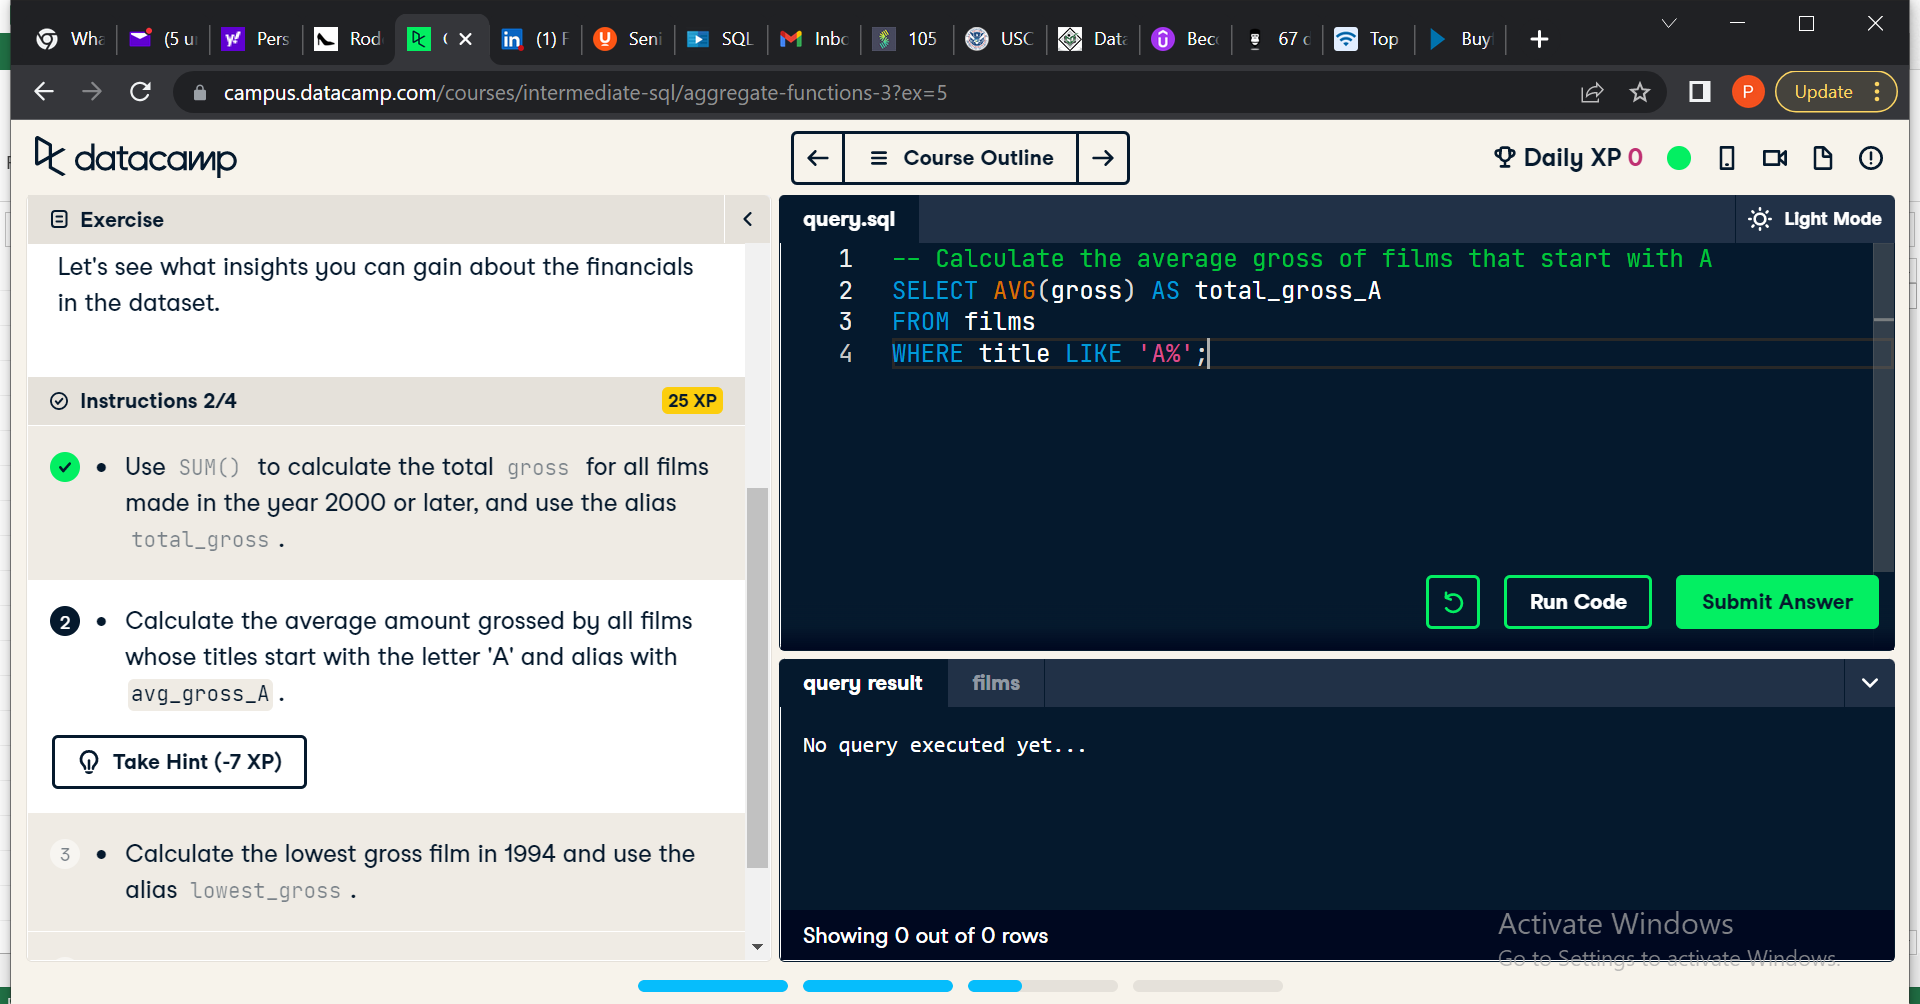 Wha
(5 u
Pers
Rod
(
(1) F
Seni
SQL
Inbo
105
USC
Data
Beco
67 c
Top
Buy
campus.datacamp.com/courses/intermediate-sql/aggregate-functions-3?ex=5
P
Update
datacamp
Course Outline
Daily XP 0
Exercise
Let's see what insights you can gain about the financials
in the dataset.
Instructions 2/4
25 XP
Use SUM() to calculate the total gross for all films
made in the year 2000 or later, and use the alias
total_gross .
2
Calculate the average amount grossed by all films
whose titles start with the letter 'A' and alias with
avg_gross_A .
Take Hint (-7 XP)
3
Calculate the lowest gross film in 1994 and use the
alias lowest_gross .
query.sql
Light Mode
1 -- Calculate the average gross of films that start with A
2 SELECT AVG(gross) AS total_gross_A
3 FROM films
4 WHERE title LIKE 'A%';
Run Code
Submit Answer
query result
films
No query executed yet...
Showing 0 out of 0 rows
Activate Windows
Go to Settings to activate Windows.